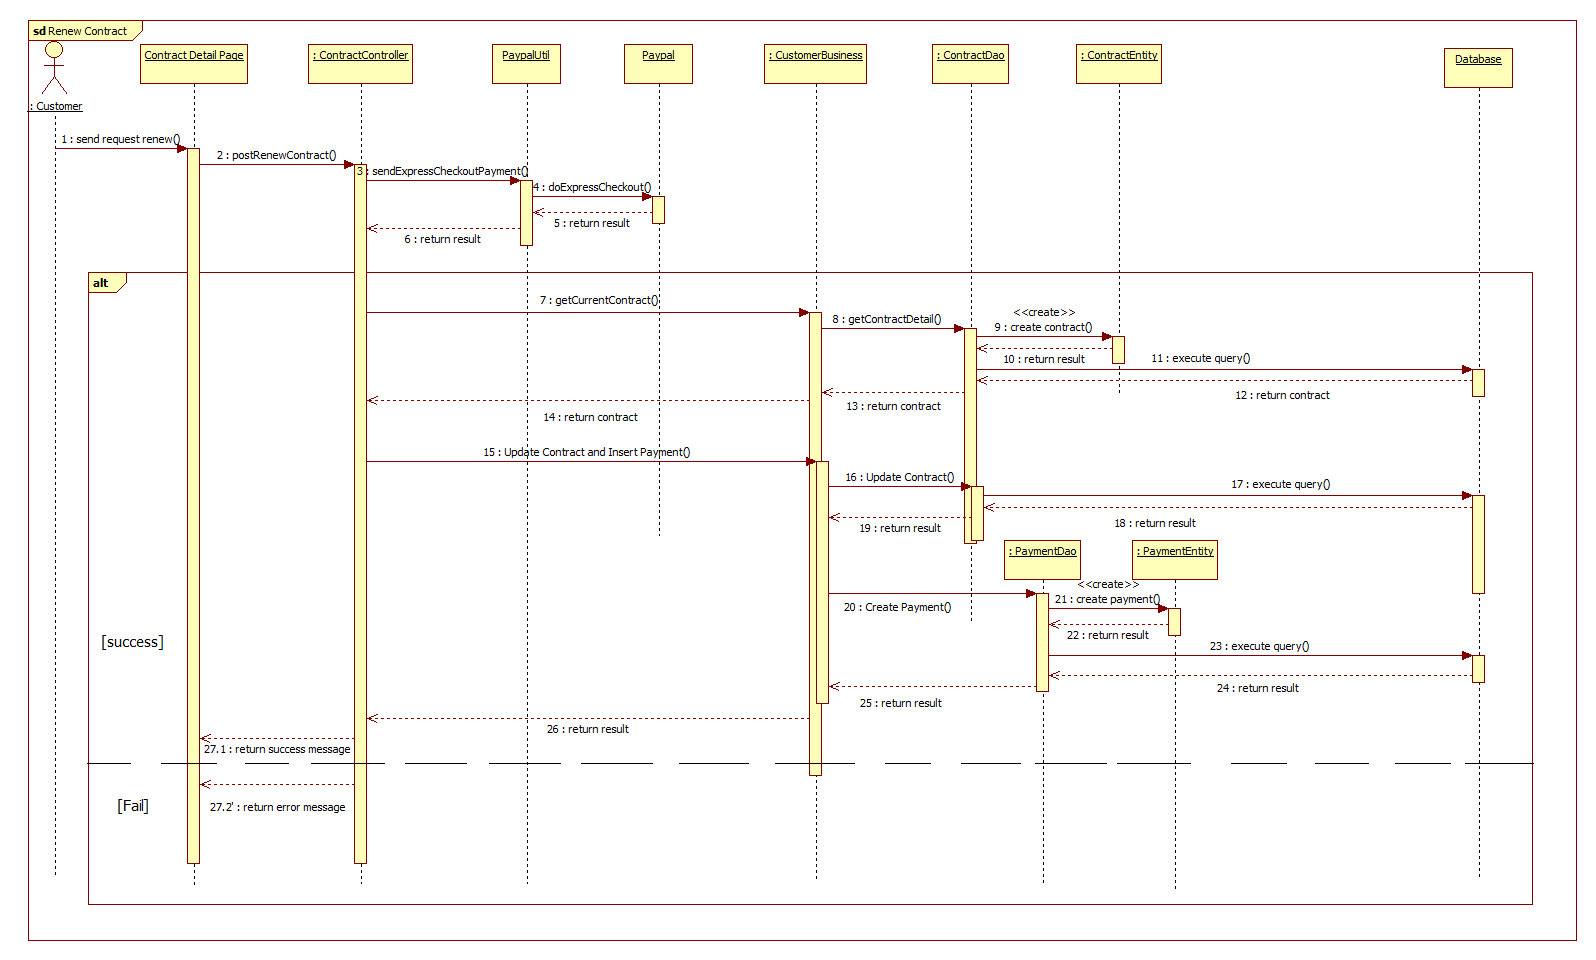 sd Renew Contract
Contract Detail Page
: ContractController
PaypalUtil
Paypal
: CustomerBusiness
: ContractDao
: ContractEntity
Database
: Customer
1 : send request renew()
2 : postRenewContract()
3 : sendExpressCheckoutPayment()
4 : doExpressCheckout()
5 : return result
6 : return result
alt
7 : getCurrentContract()
8 : getContractDetail()
<<create>>
9 : create contract()
10 : return result
11 : execute query()
12 : return contract
13 : return contract
14 : return contract
15 : Update Contract and Insert Payment()
16 : Update Contract()
17 : execute query()
18 : return result
19 : return result
: PaymentDao
: PaymentEntity
<<create>>
20 : Create Payment()
21 : create payment()
22 : return result
[success]
23 : execute query()
24 : return result
25 : return result
26 : return result
27.1 : return success message
[Fail]
27.2' : return error message